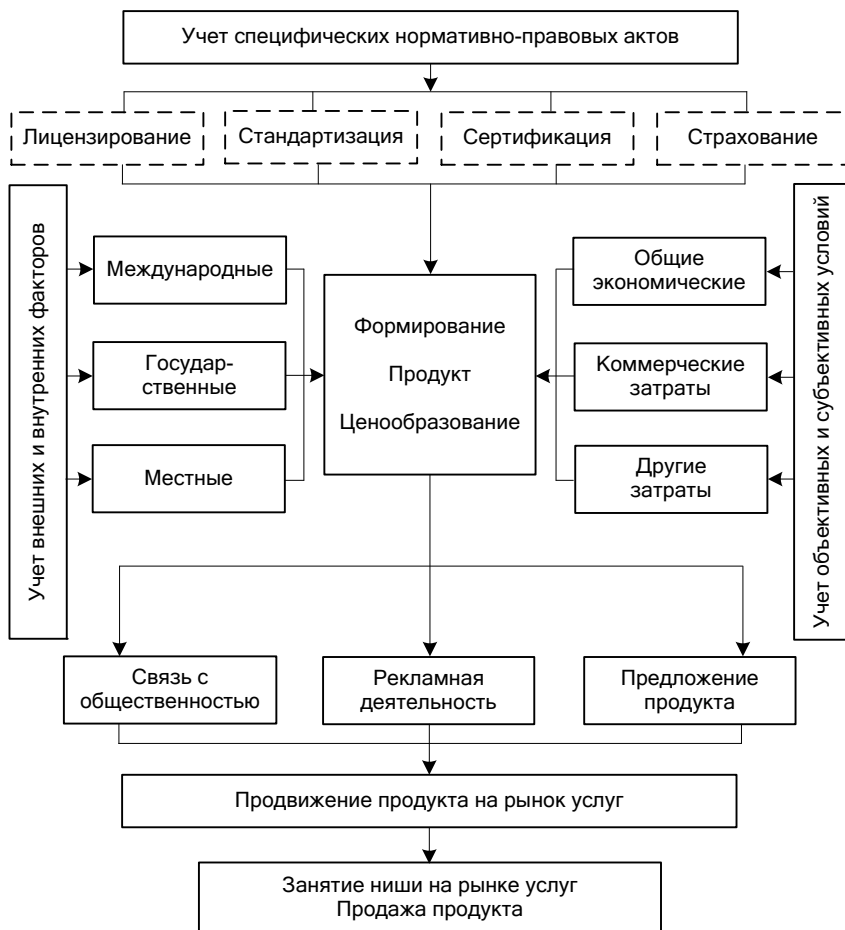 Учет специфических нормативно-правовых актов
Лицензирование
Стандартизация
Сертификация
Страхование
Учет внешних и внутренних факторов
Международные
Государ-
ственные
Местные
Формирование
Продукт
Ценообразование
Общие
экономические
Коммерческие
затраты
Другие
затраты
Учет объективных и субъективных условий
Связь с
общественностью
Рекламная
деятельность
Предложение
продукта
Продвижение продукта на рынок услуг
Занятие ниши на рынке услуг
Продажа продукта